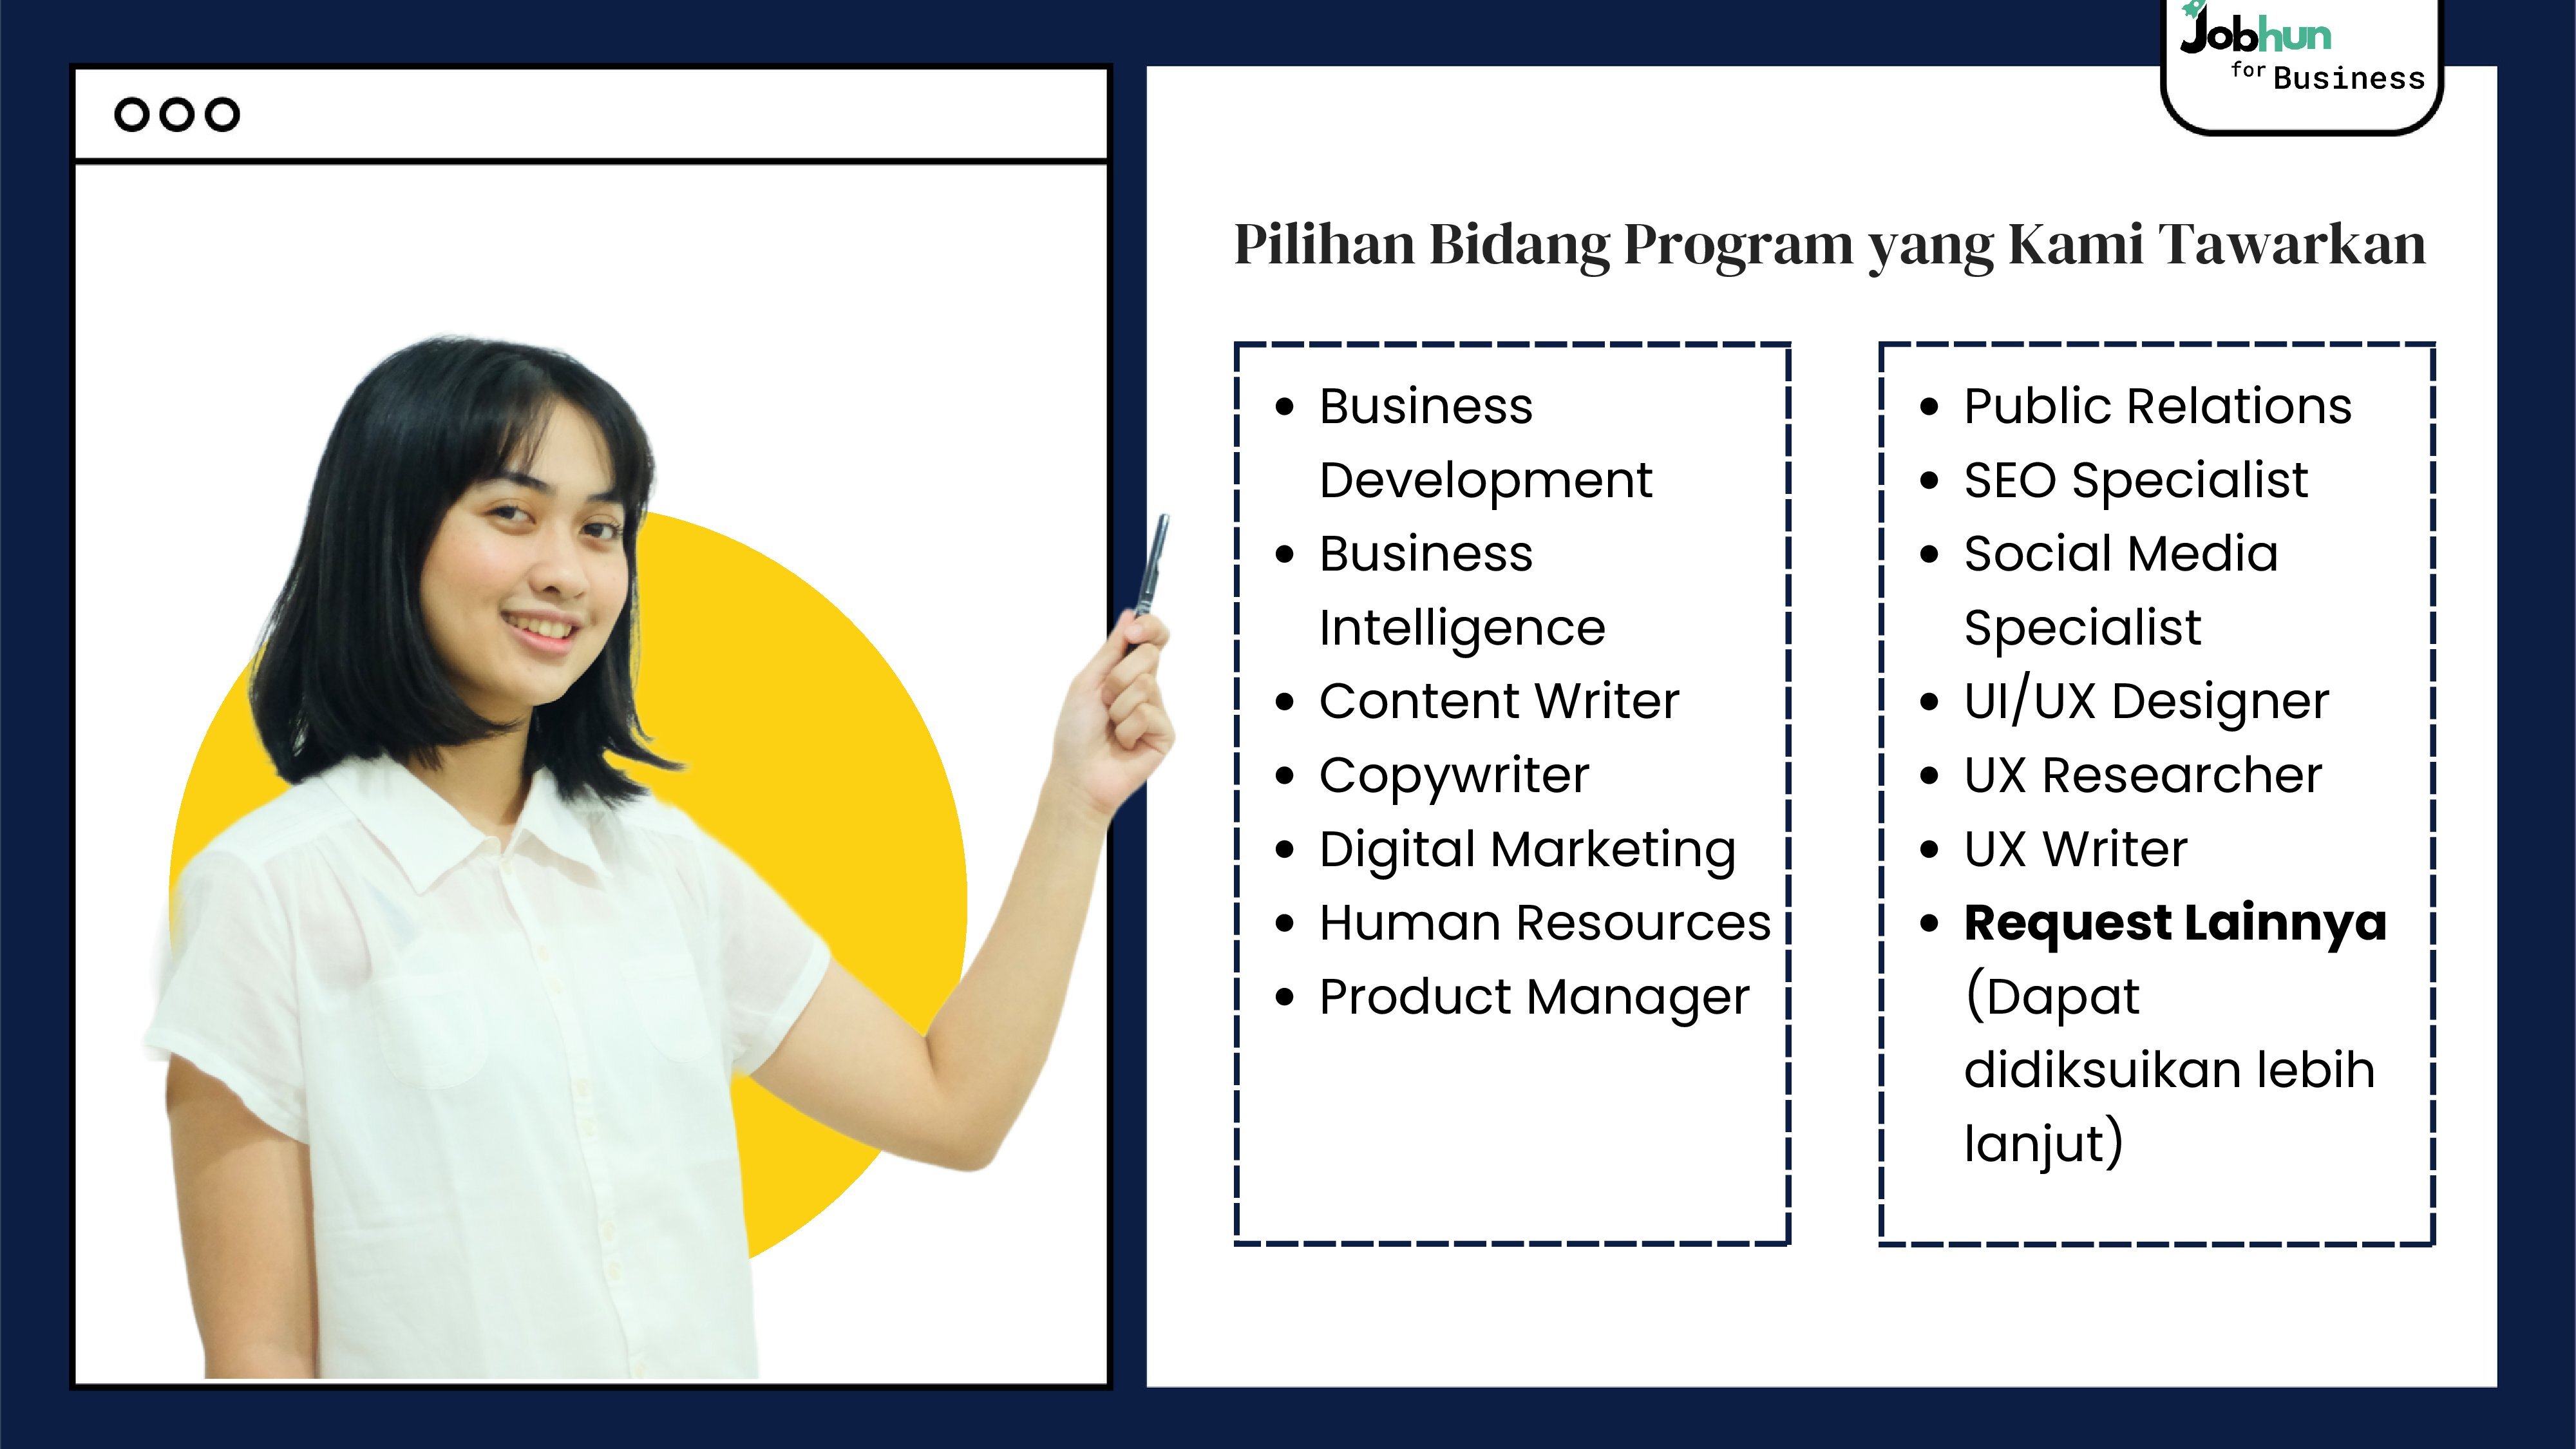 Jobhun
for Business
Pilihan Bidang Program yang Kami Tawarkan
Business
Development
Business
Intelligence
Content Writer
Copywriter
Digital Marketing
Human Resources
Product Manager
Public Relations
SEO Specialist
Social Media
Specialist
UI/UX Designer
UX Researcher
UX Writer
Request Lainnya
(Dapat
didiksuikan lebih
lanjut)